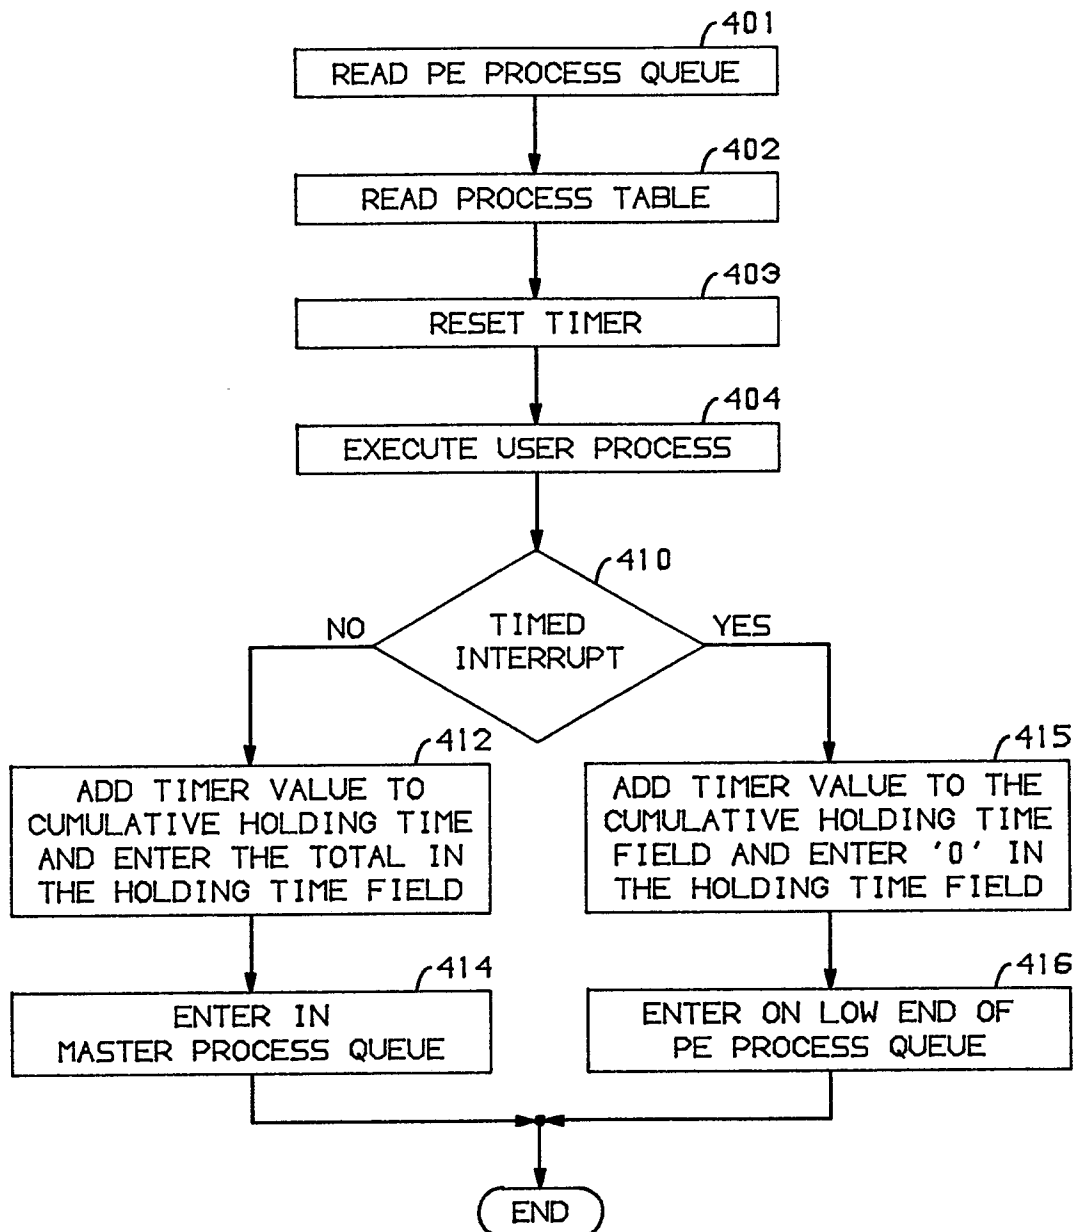 401
READ PE PROCESS QUEUE
402
READ PROCESS TABLE
403
RESET TIMER
404
EXECUTE USER PROCESS
410
TIMED
INTERRUPT
NO
YES
412
ADD TIMER VALUE TO
CUMULATIVE HOLDING TIME
AND ENTER THE TOTAL IN
THE HOLDING TIME FIELD
415
ADD TIMER VALUE TO THE
CUMULATIVE HOLDING TIME
FIELD AND ENTER '0' IN
THE HOLDING TIME FIELD
414
ENTER IN
MASTER PROCESS QUEUE
416
ENTER ON LOW END OF
PE PROCESS QUEUE
END